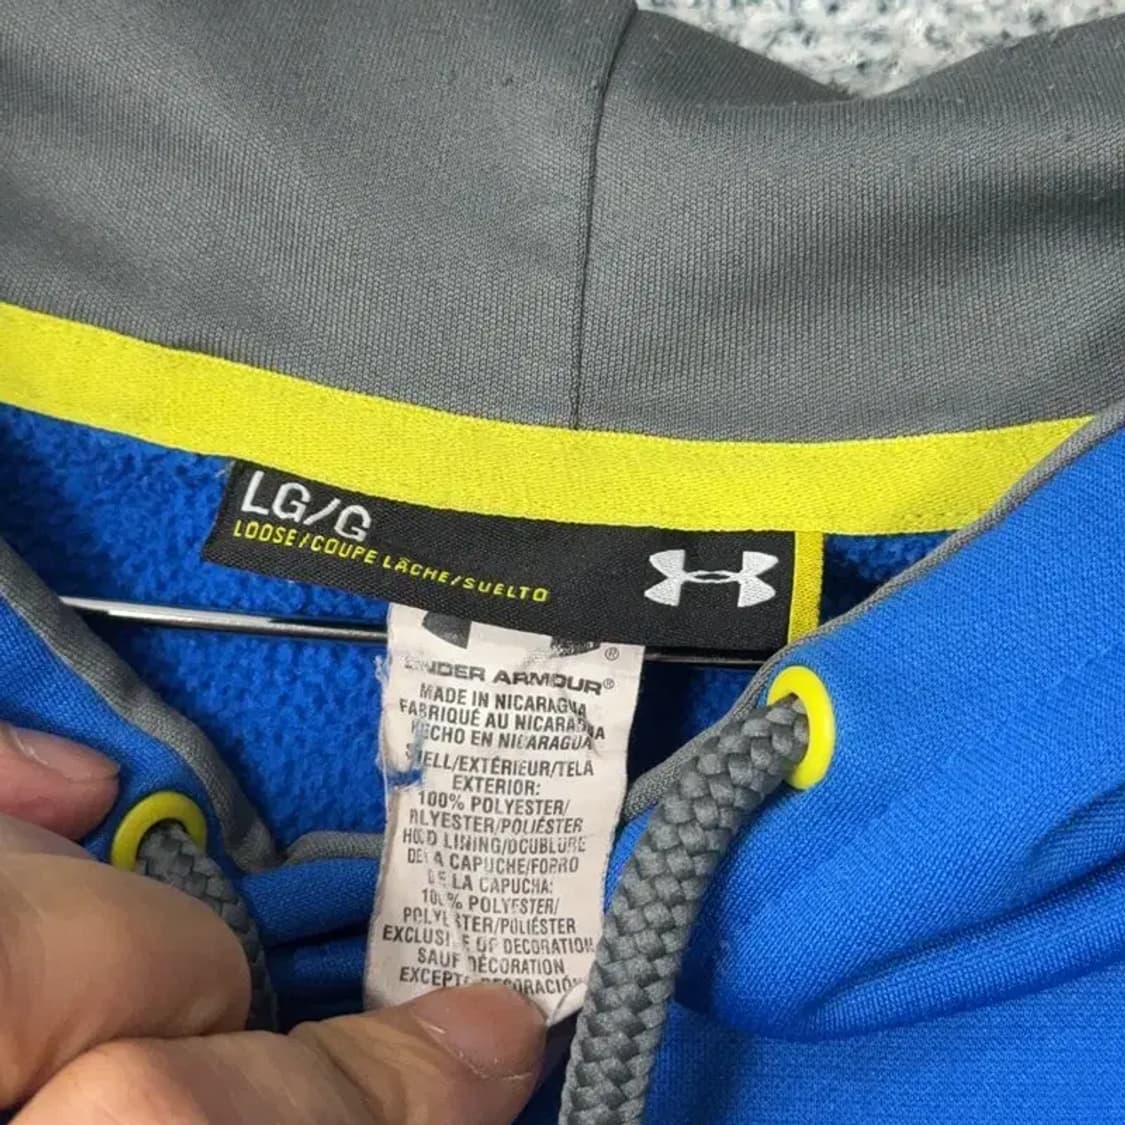 LG/G
LOOSE/COUPE LÂCHE/SUELTO
UNDER ARMOUR®
MADE IN NICARAGUA
FABRIQUÉ AU NICARAGUA
HECHO EN NICARAGUA
SHELL/EXTÉRIEUR/TELA
EXTERIOR:
100% POLYESTER/
POLYESTER/POLIÉSTER
HOOD LINING/DOUBLURE
DE LA CAPUCHE/FORRO
DE LA CAPUCHA:
100% POLYESTER/
POLYESTER/POLIÉSTER
EXCLUSIVE OF DECORATION
SAUF DÉCORATION
EXCEPTO DECORACIÓN